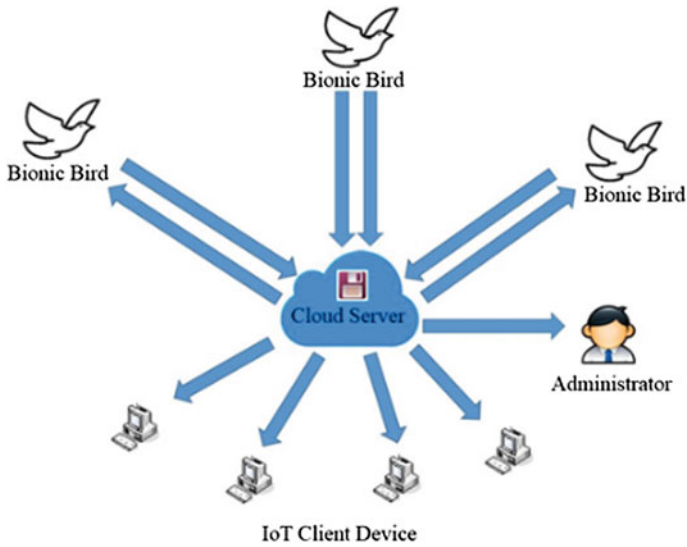 Bionic Bird
Bionic Bird
Bionic Bird
Cloud Server
Administrator
IoT Client Device